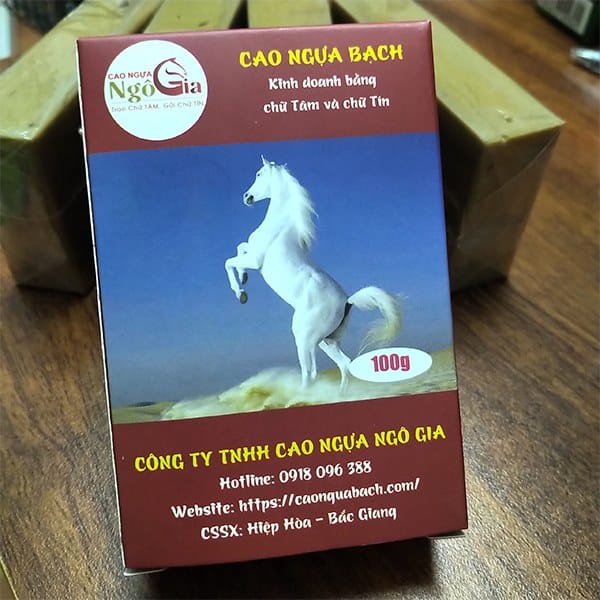 CAO NGỰA
Ngô Gia
Trao Chữ TÂM, Gửi Chữ TÍN
CAO NGỰA BẠCH
Kinh doanh bằng
chữ Tâm và chữ Tín
100g
CÔNG TY TNHH CAO NGỰA NGÔ GIA
Hotline: 0918 096 388
Website: https://caonguabach.com/
CSSX: Hiệp Hòa - Bắc Giang